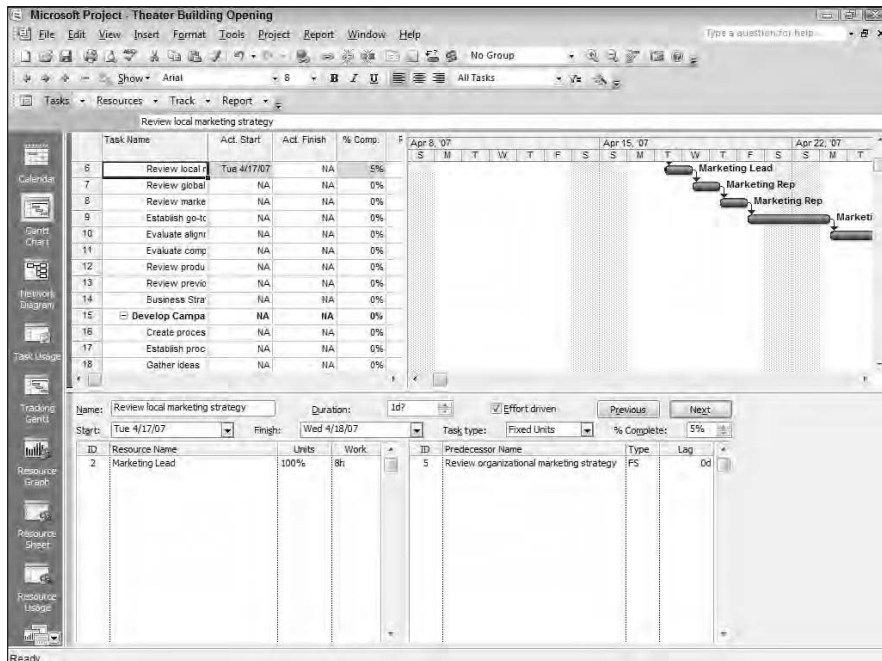 Microsoft Project - Theater Building Opening
File Edit View Insert Format Tools Project Report Window Help
Type a question for help
No Group
Show Arial 8 B I U All Tasks
Tasks Resources Track Report
Review local marketing strategy
Task Name Act. Start Act. Finish % Comp. Apr 8, '07 Apr 15, '07 Apr 22, '07
S M T W T F S S M T W T F S S M T
6 Review local r Tue 4/17/07 NA 5% Marketing Lead
7 Review global NA NA 0% Marketing Rep
8 Review marke NA NA 0% Marketing Rep
9 Establish go-tc NA NA 0% Marketi
10 Evaluate alignr NA NA 0%
11 Evaluate comp NA NA 0%
12 Review produ NA NA 0%
13 Review previo NA NA 0%
14 Business Stra NA NA 0%
15 Develop Campa NA NA 0%
16 Create proces NA NA 0%
17 Establish proc NA NA 0%
18 Gather ideas NA NA 0%
Calendar
Gantt Chart
Network Diagram
Task Usage
Tracking Gantt
Resource Graph
Resource Sheet
Resource Usage
Name: Review local marketing strategy Duration: 1d? Effort driven Previous Next
Start: Tue 4/17/07 Finish: Wed 4/18/07 Task type: Fixed Units % Complete: 5%
ID Resource Name Units Work ID Predecessor Name Type Lag
2 Marketing Lead 100% 8h 5 Review organizational marketing strategy FS 0d
Ready